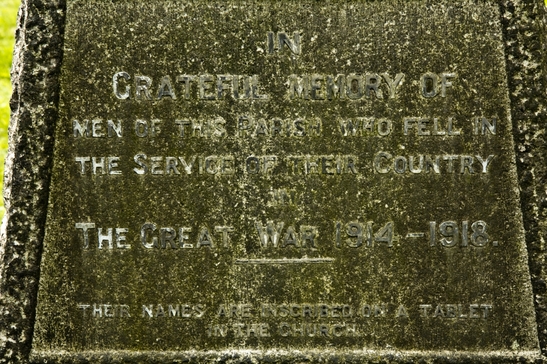 IN
GRATEFUL MEMORY OF
MEN OF THIS PARISH WHO FELL IN
THE SERVICE OF THEIR COUNTRY
IN
THE GREAT WAR 1914-1918.
THEIR NAMES ARE INSCRIBED ON A TABLET
IN THE CHURCH.